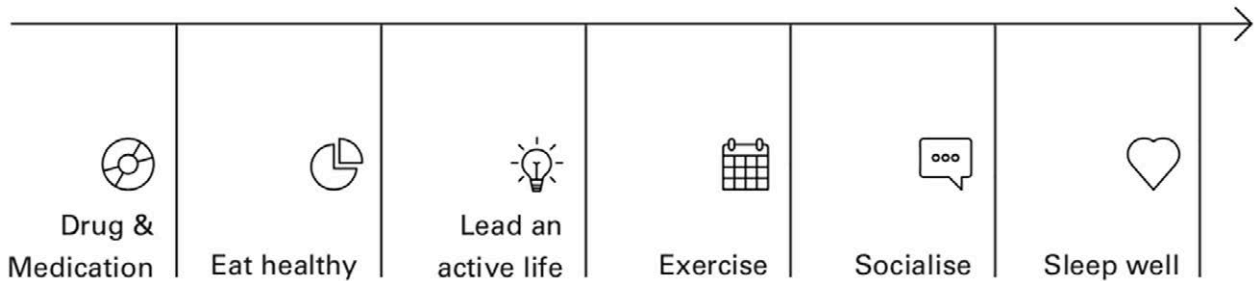 Drug &
Medication
Eat healthy
Lead an
active life
Exercise
Socialise
Sleep well